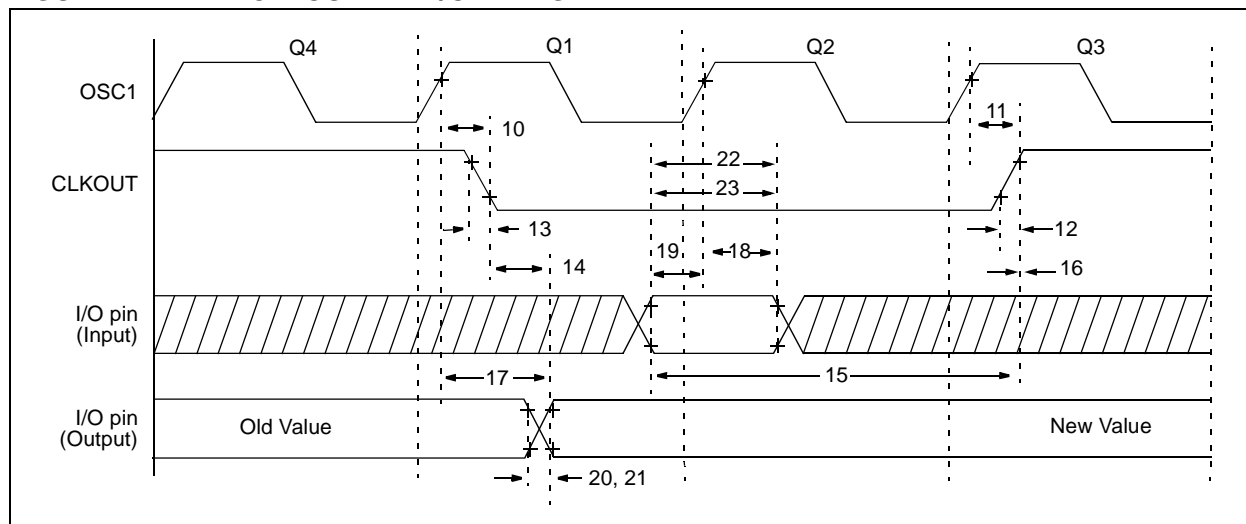 Q4 Q1 Q2 Q3
OSC1
10
11
22
CLKOUT
23
13
12
19 18
14
16
I/O pin
(Input)
17
15
I/O pin
(Output)
Old Value
New Value
20, 21